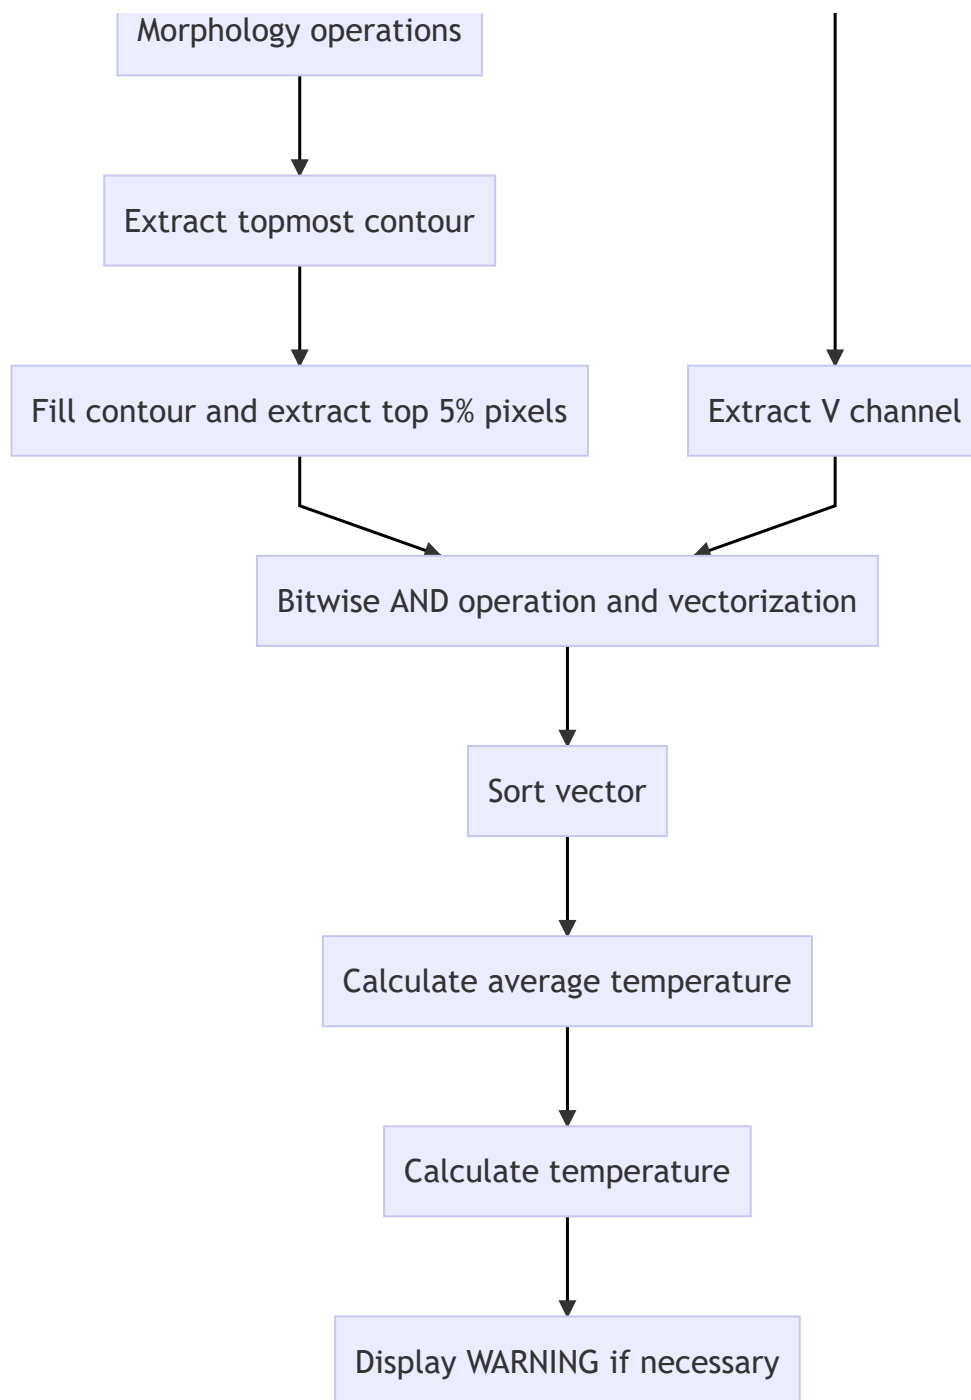 Morphology operations
Extract topmost contour
Fill contour and extract top 5% pixels
Extract V channel
Bitwise AND operation and vectorization
Sort vector
Calculate average temperature
Calculate temperature
Display WARNING if necessary